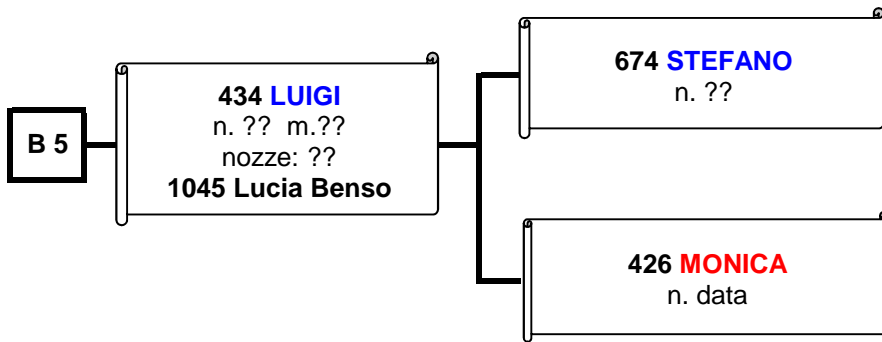 B 5
434 LUIGI
n. ?? m.??
nozze: ??
1045 Lucia Benso
674 STEFANO
n. ??
426 MONICA
n. data